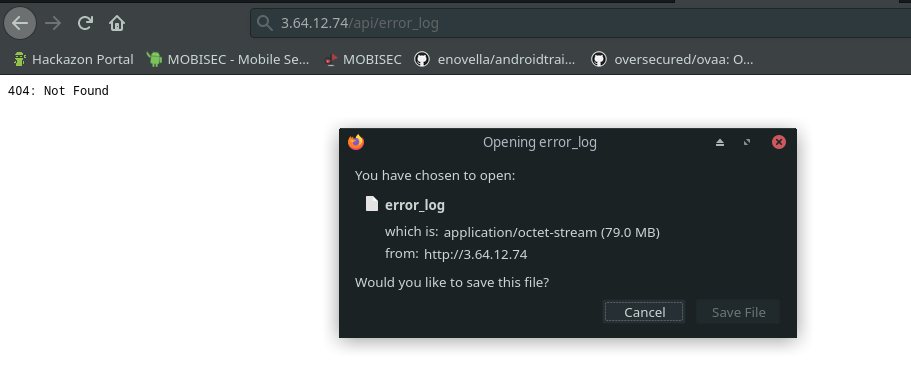 3.64.12.74/api/error_log
Hackazon Portal MOBISEC - Mobile Se... MOBISEC enovella/androidtrai... oversecured/ovaa: O...
404: Not Found
Opening error_log
You have chosen to open:
error_log
which is: application/octet-stream (79.0 MB)
from: http://3.64.12.74
Would you like to save this file?
Cancel Save File